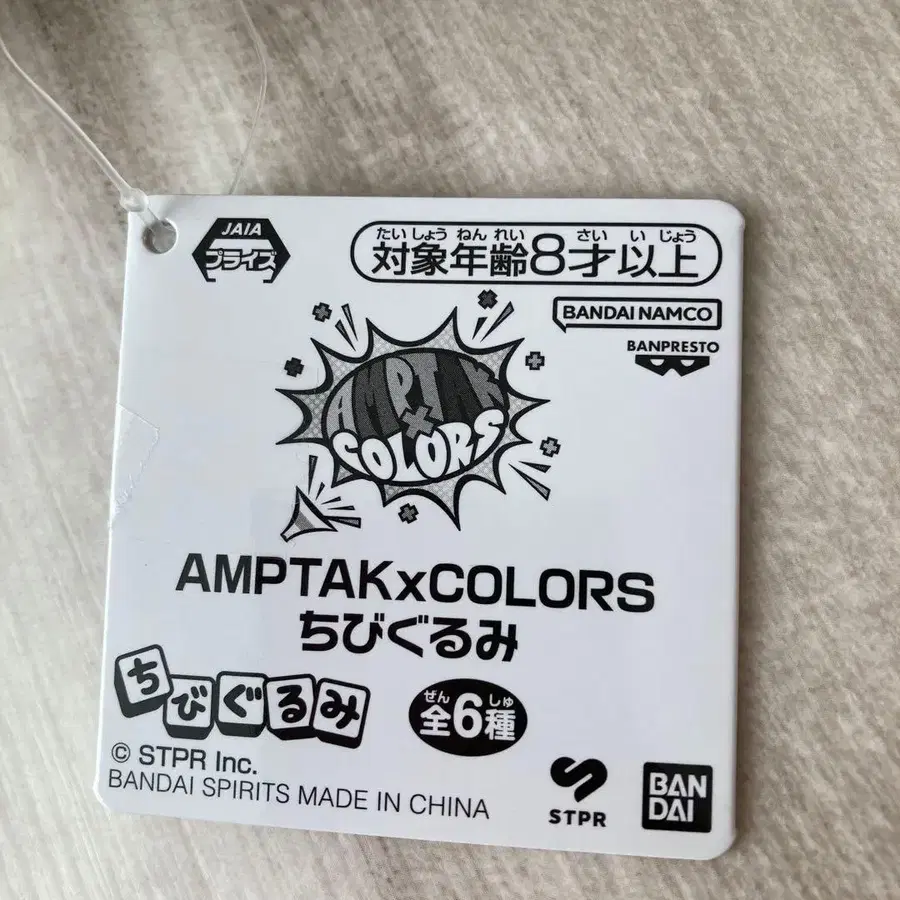 JAIA
プライズ
たいしょうねんれい さいいじょう
対象年齢8才以上
BANDAI NAMCO
BANPRESTO
AMPTAK
×
COLORS
AMPTAKxCOLORS
ちびぐるみ
ちびぐるみ
ぜん しゅ
全6種
© STPR Inc.
BANDAI SPIRITS MADE IN CHINA
STPR
BAN
DAI